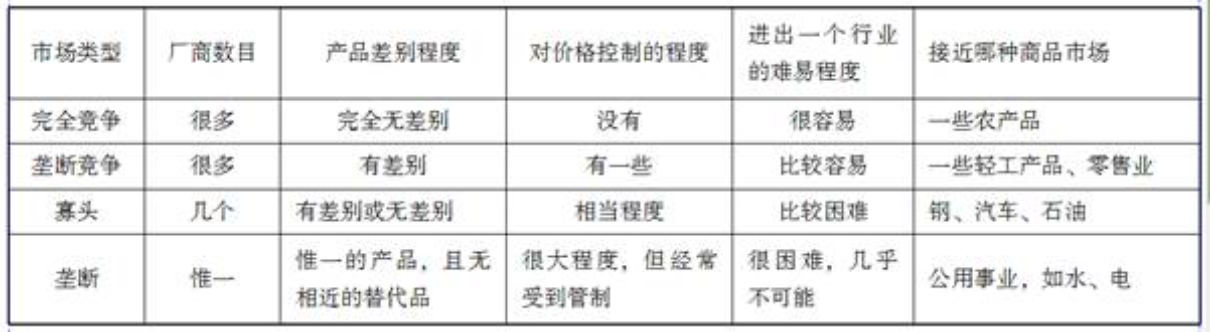 市场类型 厂商数目 产品差别程度 对价格控制的程度 进出一个行业的难易程度 接近哪种商品市场
完全竞争 很多 完全无差别 没有 很容易 一些农产品
垄断竞争 很多 有差别 有一些 比较容易 一些轻工产品、零售业
寡头 几个 有差别或无差别 相当程度 比较困难 钢、汽车、石油
垄断 惟一 惟一的产品，且无相近的替代品 很大程度，但经常受到管制 很困难，几乎不可能 公用事业，如水、电